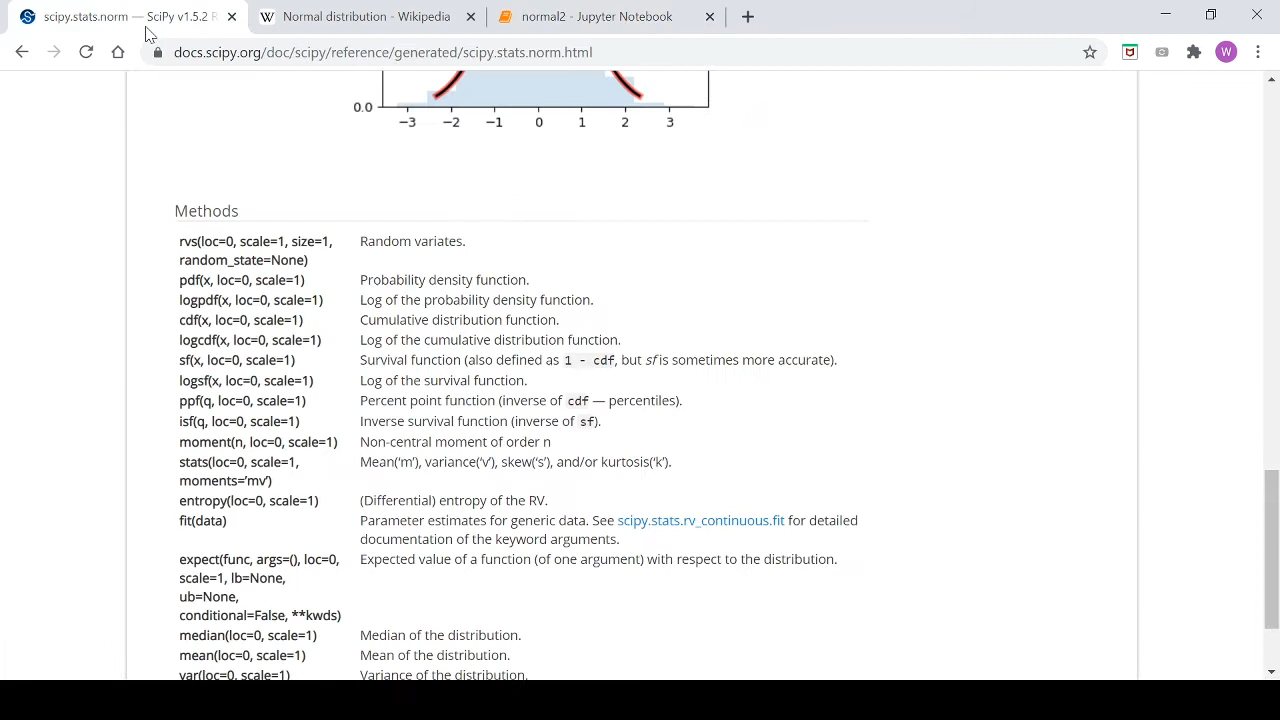 scipy.stats.norm — SciPy v1.5.2 R
Normal distribution - Wikipedia
normal2 - Jupyter Notebook
docs.scipy.org/doc/scipy/reference/generated/scipy.stats.norm.html
W
0.0
−3 −2 −1 0 1 2 3
Methods
rvs(loc=0, scale=1, size=1, Random variates.
random_state=None)
pdf(x, loc=0, scale=1) Probability density function.
logpdf(x, loc=0, scale=1) Log of the probability density function.
cdf(x, loc=0, scale=1) Cumulative distribution function.
logcdf(x, loc=0, scale=1) Log of the cumulative distribution function.
sf(x, loc=0, scale=1) Survival function (also defined as 1 - cdf, but sf is sometimes more accurate).
logsf(x, loc=0, scale=1) Log of the survival function.
ppf(q, loc=0, scale=1) Percent point function (inverse of cdf — percentiles).
isf(q, loc=0, scale=1) Inverse survival function (inverse of sf).
moment(n, loc=0, scale=1) Non-central moment of order n
stats(loc=0, scale=1, Mean(‘m’), variance(‘v’), skew(‘s’), and/or kurtosis(‘k’).
moments=’mv’)
entropy(loc=0, scale=1) (Differential) entropy of the RV.
fit(data) Parameter estimates for generic data. See scipy.stats.rv_continuous.fit for detailed
documentation of the keyword arguments.
expect(func, args=(), loc=0, Expected value of a function (of one argument) with respect to the distribution.
scale=1, lb=None,
ub=None,
conditional=False, **kwds)
median(loc=0, scale=1) Median of the distribution.
mean(loc=0, scale=1) Mean of the distribution.
var(loc=0, scale=1) Variance of the distribution.